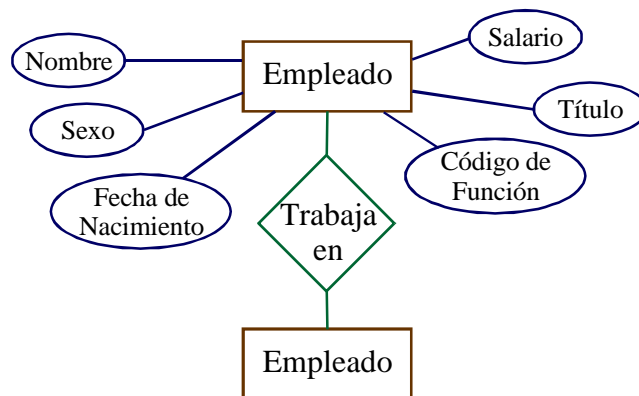 Salario
Nombre
Empleado
Título
Sexo
Código de
Función
Fecha de
Nacimiento
Trabaja
en
Empleado